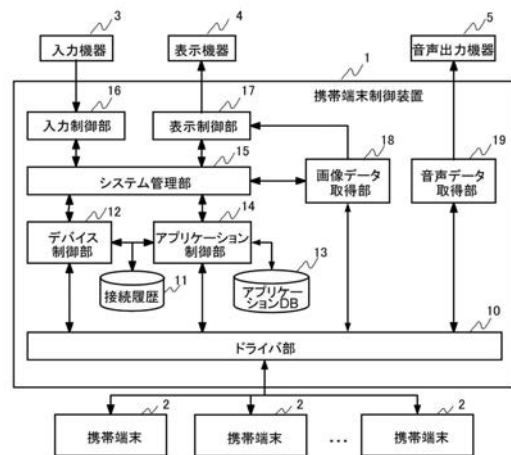 3
4
5
入力機器
表示機器
音声出力機器
1
携帯端末制御装置
16
17
入力制御部
表示制御部
15
18
19
システム管理部
画像データ
取得部
音声データ
取得部
12
14
デバイス
制御部
アプリケーション
制御部
13
接続履歴
11
アプリケー
ションDB
10
ドライバ部
2
2
2
携帯端末
携帯端末
...
携帯端末